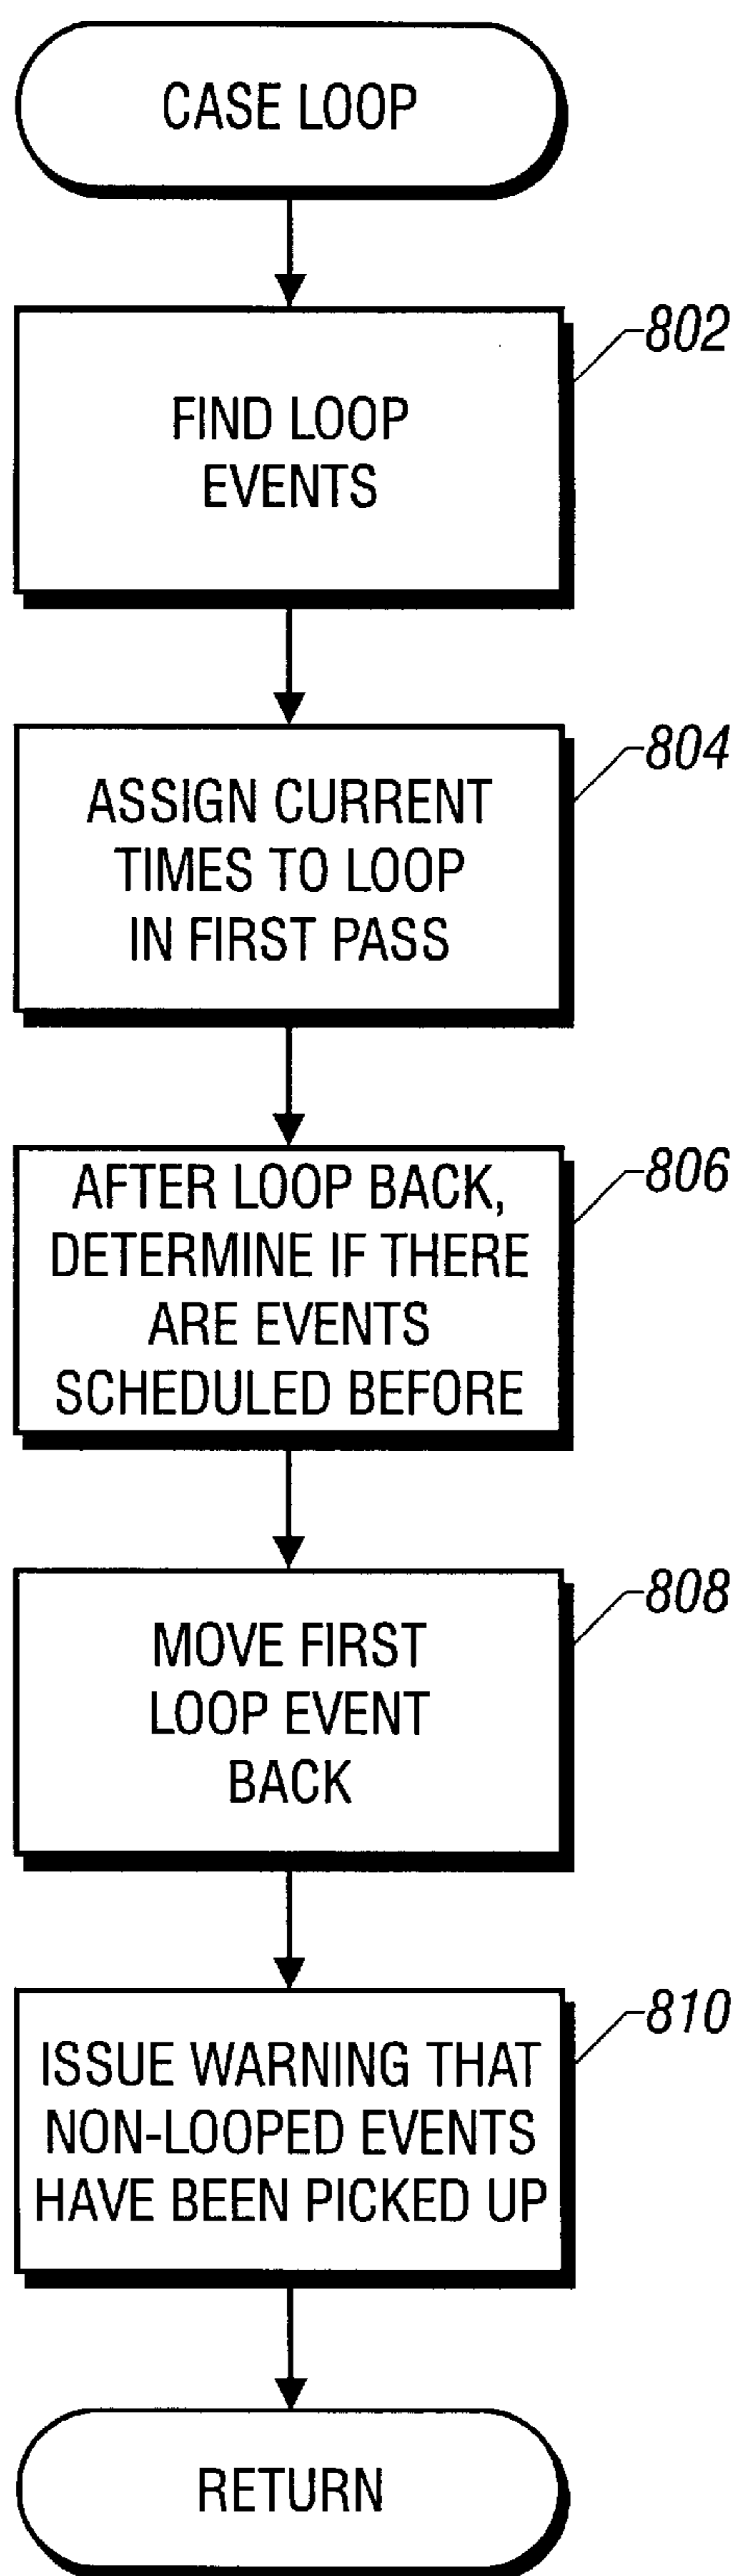 CASE LOOP
802
FIND LOOP
EVENTS
804
ASSIGN CURRENT
TIMES TO LOOP
IN FIRST PASS
806
AFTER LOOP BACK,
DETERMINE IF THERE
ARE EVENTS
SCHEDULED BEFORE
808
MOVE FIRST
LOOP EVENT
BACK
810
ISSUE WARNING THAT
NON-LOOPED EVENTS
HAVE BEEN PICKED UP
RETURN